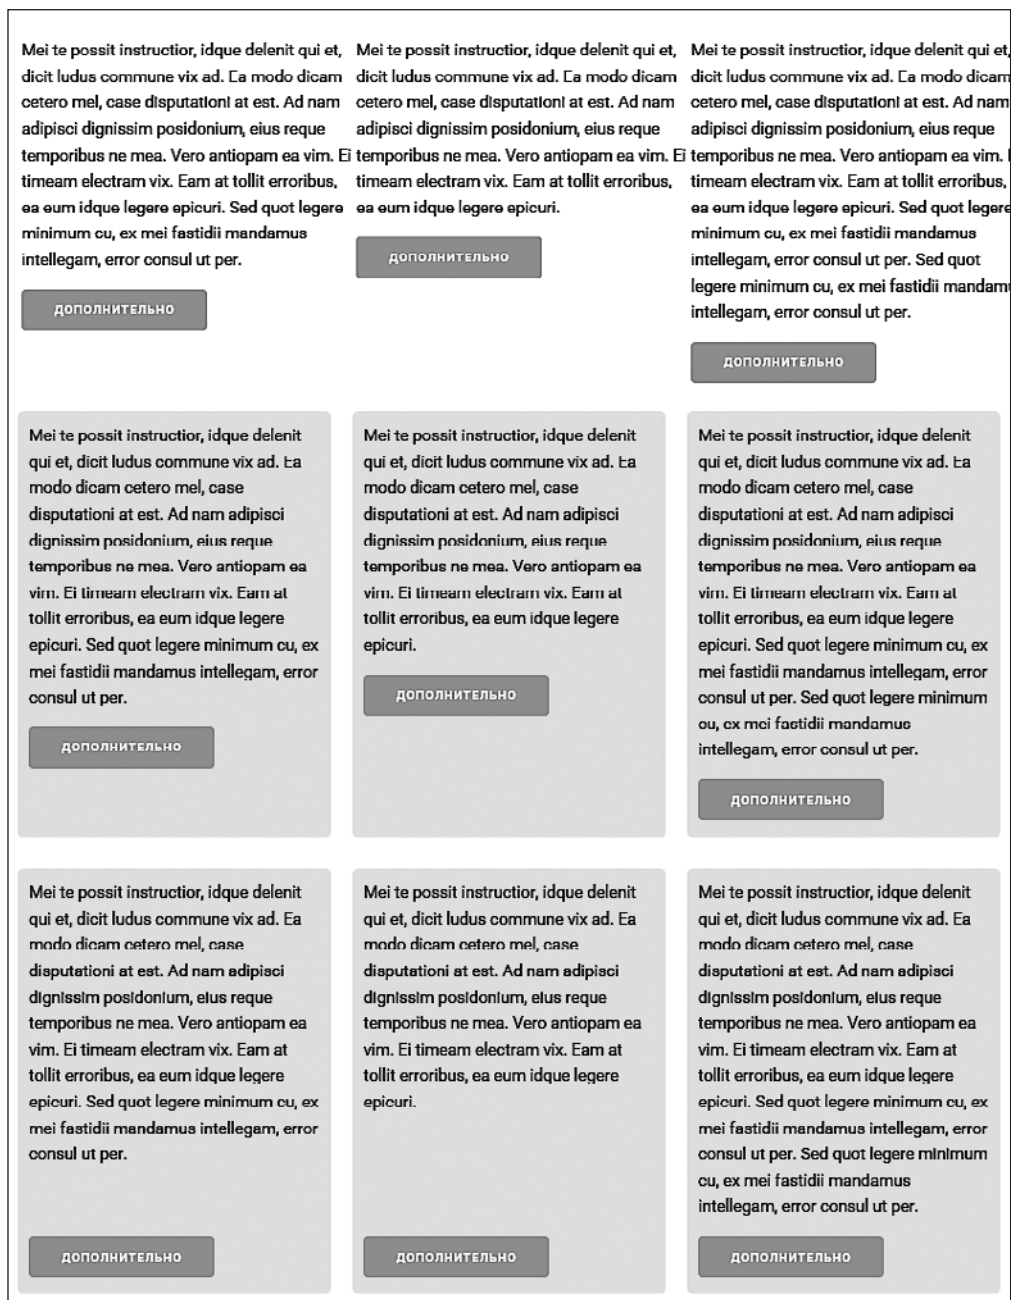 Mei te possit instructior, idque delenit qui et,
dicit ludus commune vix ad. Ea modo dicam
cetero mel, case disputationi at est. Ad nam
adipisci dignissim posidonium, eius reque
temporibus ne mea. Vero antiopam ea vim. Ei
timeam electram vix. Eam at tollit erroribus,
ea eum idque legere epicuri. Sed quot legere
minimum cu, ex mei fastidii mandamus
intellegam, error consul ut per.
ДОПОЛНИТЕЛЬНО
Mei te possit instructior, idque delenit qui et,
dicit ludus commune vix ad. Ea modo dicam
cetero mel, case disputationi at est. Ad nam
adipisci dignissim posidonium, eius reque
temporibus ne mea. Vero antiopam ea vim. Ei
timeam electram vix. Eam at tollit erroribus,
ea eum idque legere epicuri.
ДОПОЛНИТЕЛЬНО
Mei te possit instructior, idque delenit qui et,
dicit ludus commune vix ad. Ea modo dicam
cetero mel, case disputationi at est. Ad nam
adipisci dignissim posidonium, eius reque
temporibus ne mea. Vero antiopam ea vim.
timeam electram vix. Eam at tollit erroribus,
ea eum idque legere epicuri. Sed quot legere
minimum cu, ex mei fastidii mandamus
intellegam, error consul ut per. Sed quot
legere minimum cu, ex mei fastidii mandamu
intellegam, error consul ut per.
ДОПОЛНИТЕЛЬНО
Mei te possit instructior, idque delenit
qui et, dicit ludus commune vix ad. Ea
modo dicam cetero mel, case
disputationi at est. Ad nam adipisci
dignissim posidonium, eius reque
temporibus ne mea. Vero antiopam ea
vim. Ei timeam electram vix. Eam at
tollit erroribus, ea eum idque legere
epicuri. Sed quot legere minimum cu, ex
mei fastidii mandamus intellegam, error
consul ut per.
ДОПОЛНИТЕЛЬНО
Mei te possit instructior, idque delenit
qui et, dicit ludus commune vix ad. Ea
modo dicam cetero mel, case
disputationi at est. Ad nam adipisci
dignissim posidonium, eius reque
temporibus ne mea. Vero antiopam ea
vim. Ei timeam electram vix. Eam at
tollit erroribus, ea eum idque legere
epicuri.
ДОПОЛНИТЕЛЬНО
Mei te possit instructior, idque delenit
qui et, dicit ludus commune vix ad. Ea
modo dicam cetero mel, case
disputationi at est. Ad nam adipisci
dignissim posidonium, eius reque
temporibus ne mea. Vero antiopam ea
vim. Ei timeam electram vix. Eam at
tollit erroribus, ea eum idque legere
epicuri. Sed quot legere minimum cu, ex
mei fastidii mandamus intellegam, error
consul ut per. Sed quot legere minimum
cu, ex mei fastidii mandamus
intellegam, error consul ut per.
ДОПОЛНИТЕЛЬНО
Mei te possit instructior, idque delenit
qui et, dicit ludus commune vix ad. Ea
modo dicam cetero mel, case
disputationi at est. Ad nam adipisci
dignissim posidonium, eius reque
temporibus ne mea. Vero antiopam ea
vim. Ei timeam electram vix. Eam at
tollit erroribus, ea eum idque legere
epicuri. Sed quot legere minimum cu, ex
mei fastidii mandamus intellegam, error
consul ut per.
ДОПОЛНИТЕЛЬНО
Mei te possit instructior, idque delenit
qui et, dicit ludus commune vix ad. Ea
modo dicam cetero mel, case
disputationi at est. Ad nam adipisci
dignissim posidonium, eius reque
temporibus ne mea. Vero antiopam ea
vim. Ei timeam electram vix. Eam at
tollit erroribus, ea eum idque legere
epicuri.
ДОПОЛНИТЕЛЬНО
Mei te possit instructior, idque delenit
qui et, dicit ludus commune vix ad. Ea
modo dicam cetero mel, case
disputationi at est. Ad nam adipisci
dignissim posidonium, eius reque
temporibus ne mea. Vero antiopam ea
vim. Ei timeam electram vix. Eam at
tollit erroribus, ea eum idque legere
epicuri. Sed quot legere minimum cu, ex
mei fastidii mandamus intellegam, error
consul ut per. Sed quot legere minimum
cu, ex mei fastidii mandamus
intellegam, error consul ut per.
ДОПОЛНИТЕЛЬНО